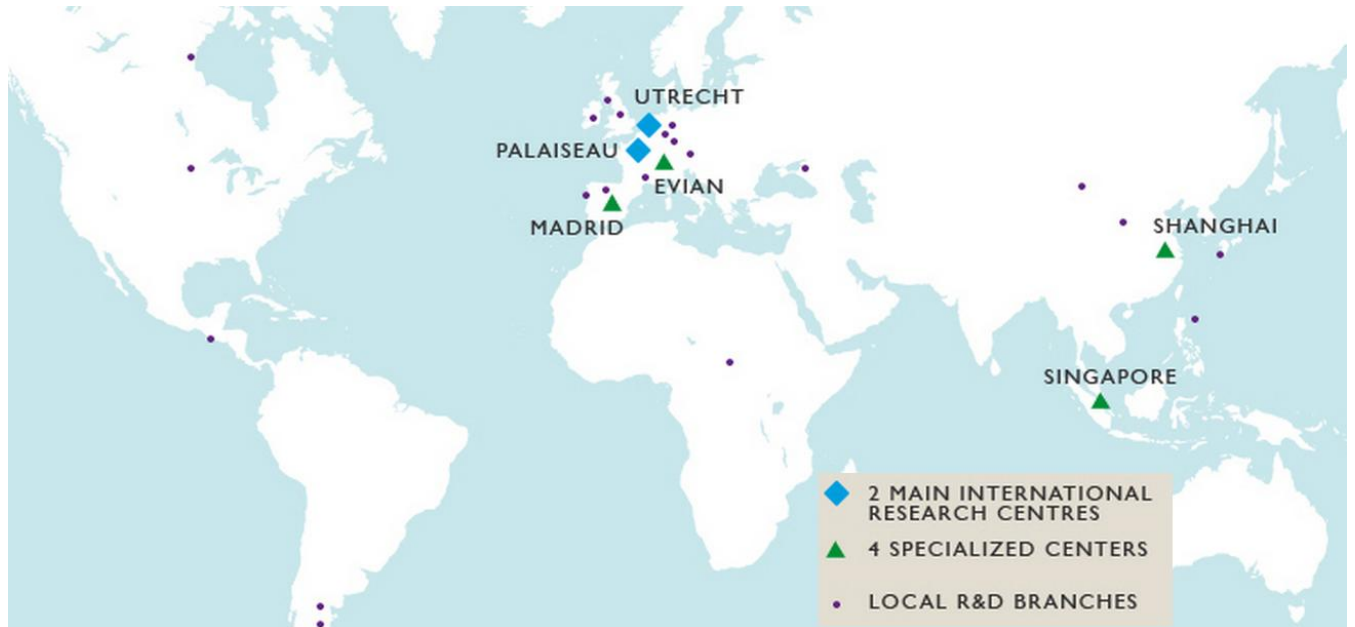 UTRECHT
PALAISEAU
EVIAN
MADRID
SHANGHAI
SINGAPORE
2 MAIN INTERNATIONAL
RESEARCH CENTRES
4 SPECIALIZED CENTERS
LOCAL R&D BRANCHES